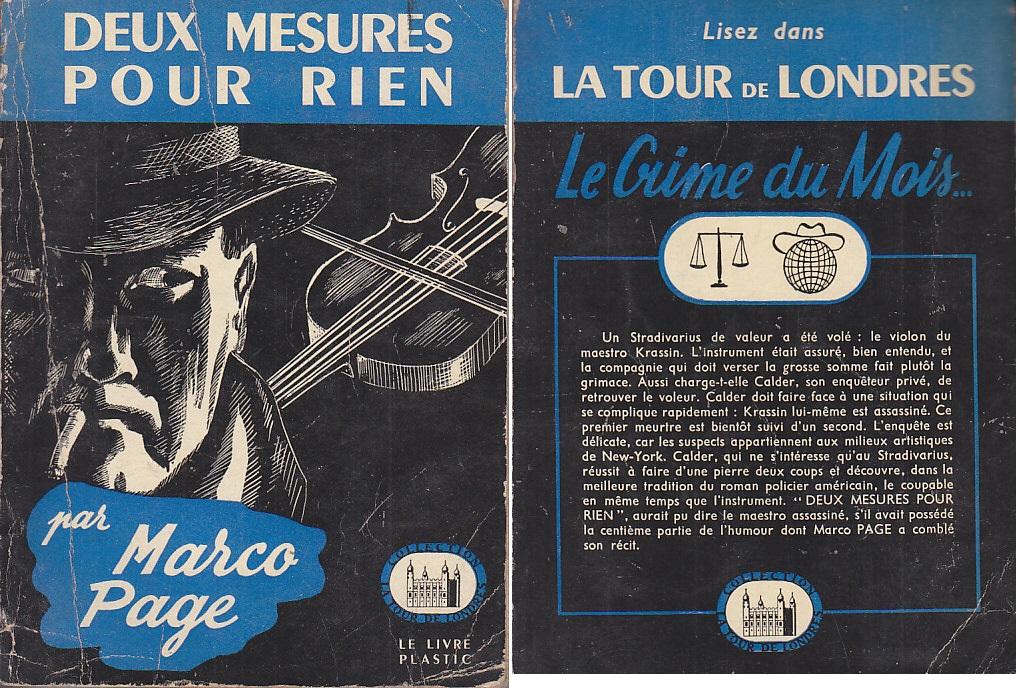 DEUX MESURES
POUR RIEN
par
Marco
Page
COLLECTION
LA TOUR DE LONDRES
LE LIVRE
PLASTIC
Lisez dans
LA TOUR DE LONDRES
Le Crime du Mois...
Un Stradivarius de valeur a été volé : le violon du
maestro Krassin. L'instrument était assuré, bien entendu, et
la compagnie qui doit verser la grosse somme fait plutôt la
grimace. Aussi charge-t-elle Calder, son enquêteur privé, de
retrouver le voleur. Calder doit faire face à une situation qui
se complique rapidement : Krassin lui-même est assassiné. Ce
premier meurtre est bientôt suivi d'un second. L'enquête est
délicate, car les suspects appartiennent aux milieux artistiques
de New-York. Calder, qui ne s'intéresse qu'au Stradivarius,
réussit à faire d'une pierre deux coups et découvre, dans la
meilleure tradition du roman policier américain, le coupable
en même temps que l'instrument. “DEUX MESURES POUR
RIEN”, aurait pu dire le maestro assassiné, s'il avait possédé
la centième partie de l'humour dont Marco PAGE a comblé
son récit.
COLLECTION
LA TOUR DE LONDRES